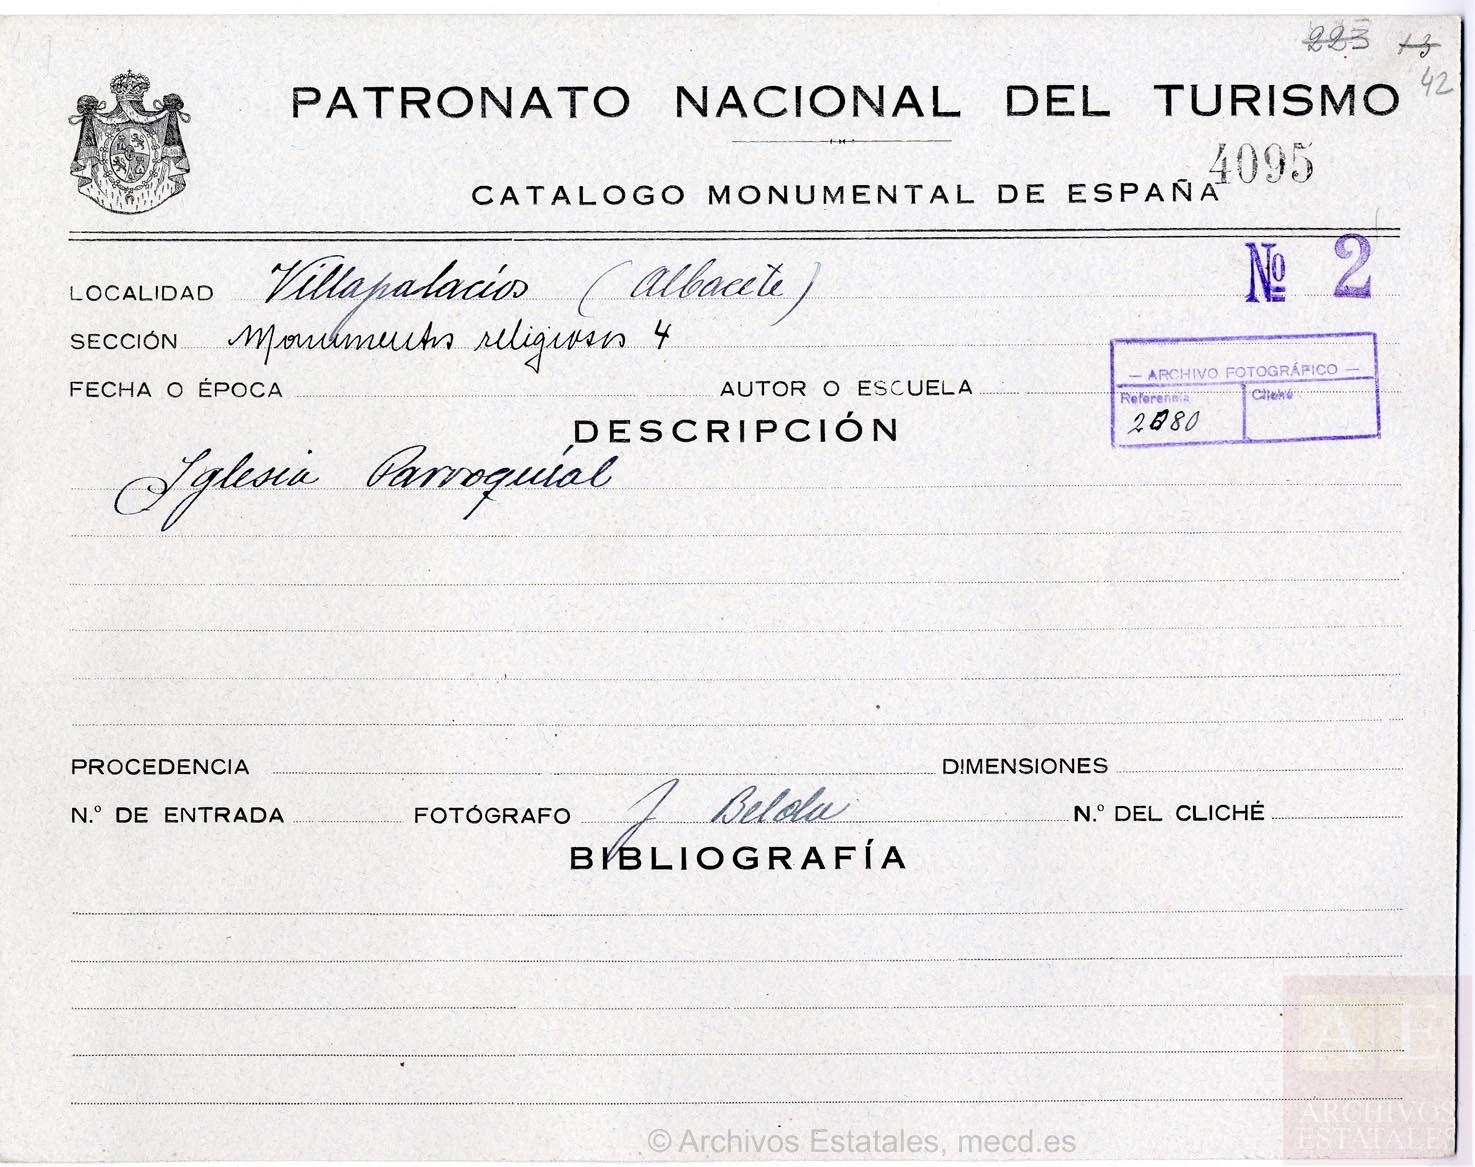 223 13
42
PATRONATO NACIONAL DEL TURISMO
4095
CATALOGO MONUMENTAL DE ESPAÑA
LOCALIDAD Villapalacios (Albacete)
Nº 2
SECCIÓN Monumentos religiosos 4
FECHA O ÉPOCA AUTOR O ESCUELA
— ARCHIVO FOTOGRÁFICO —
Referencia Cliché
2080
DESCRIPCIÓN
Iglesia Parroquial
PROCEDENCIA DIMENSIONES
N.º DE ENTRADA FOTÓGRAFO J Belda N.º DEL CLICHÉ
BIBLIOGRAFÍA
A E
ARCHIVOS
ESTATALES
© Archivos Estatales, mecd.es